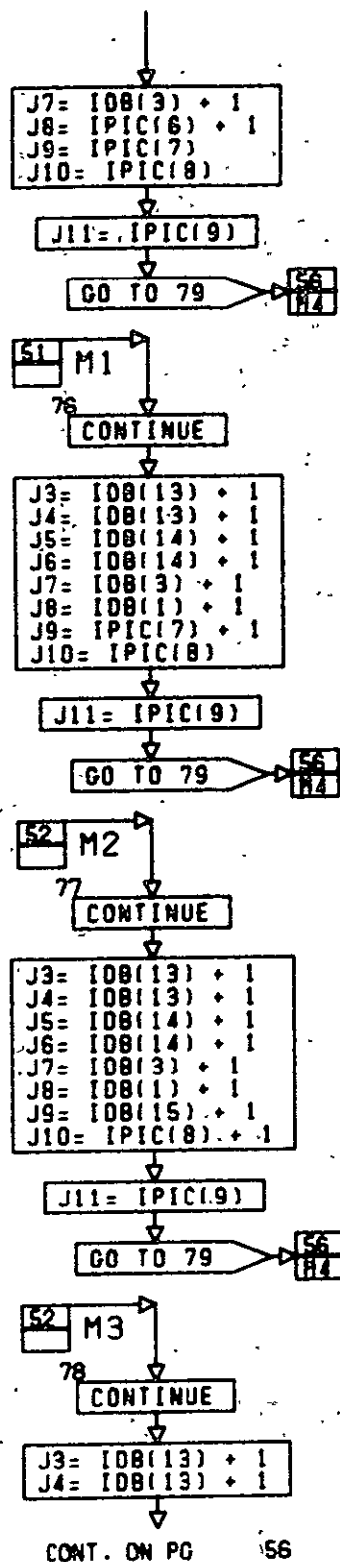 J7= IDB(3) + 1
J8= IPIC(6) + 1
J9= IPIC(7)
J10= IPIC(8)
J11= IPIC(9)
GO TO 79
56
M4
51
M1
76
CONTINUE
J3= IDB(13) + 1
J4= IDB(13) + 1
J5= IDB(14) + 1
J6= IDB(14) + 1
J7= IDB(3) + 1
J8= IDB(1) + 1
J9= IPIC(7) + 1
J10= IPIC(8)
J11= IPIC(9)
GO TO 79
56
M4
52
M2
77
CONTINUE
J3= IDB(13) + 1
J4= IDB(13) + 1
J5= IDB(14) + 1
J6= IDB(14) + 1
J7= IDB(3) + 1
J8= IDB(1) + 1
J9= IDB(15) + 1
J10= IPIC(8) + 1
J11= IPIC(9)
GO TO 79
56
M4
52
M3
78
CONTINUE
J3= IDB(13) + 1
J4= IDB(13) + 1
CONT. ON PG 56